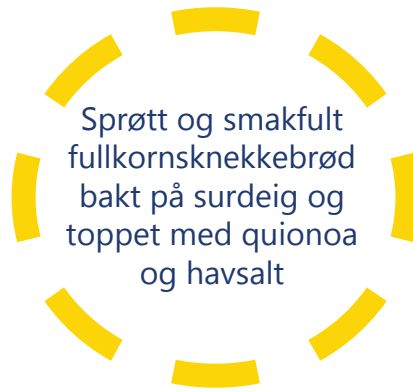 Sprøtt og smakfult
fullkornsknekkebrød
bakt på surdeig og
toppet med quionoa
og havsalt